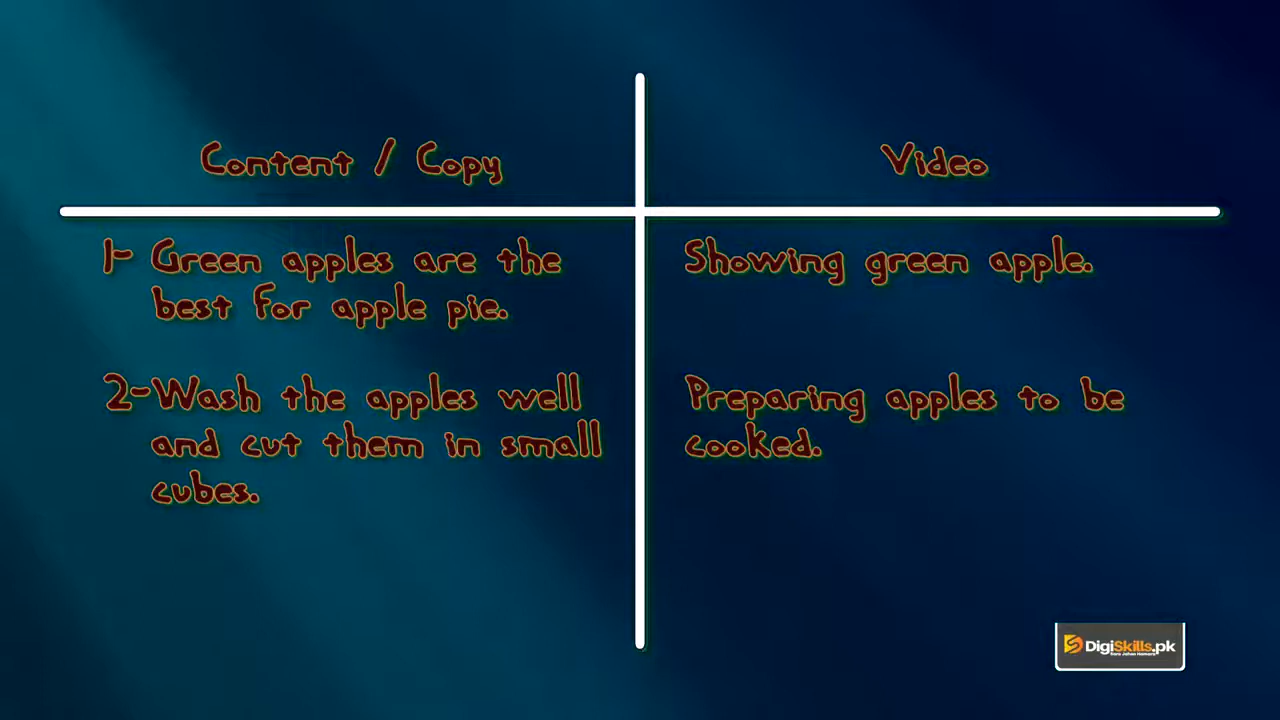 Content / Copy
Video
1- Green apples are the
best for apple pie.
Showing green apple.
2-Wash the apples well
and cut them in small
cubes.
Preparing apples to be
cooked.
DigiSkills.pk